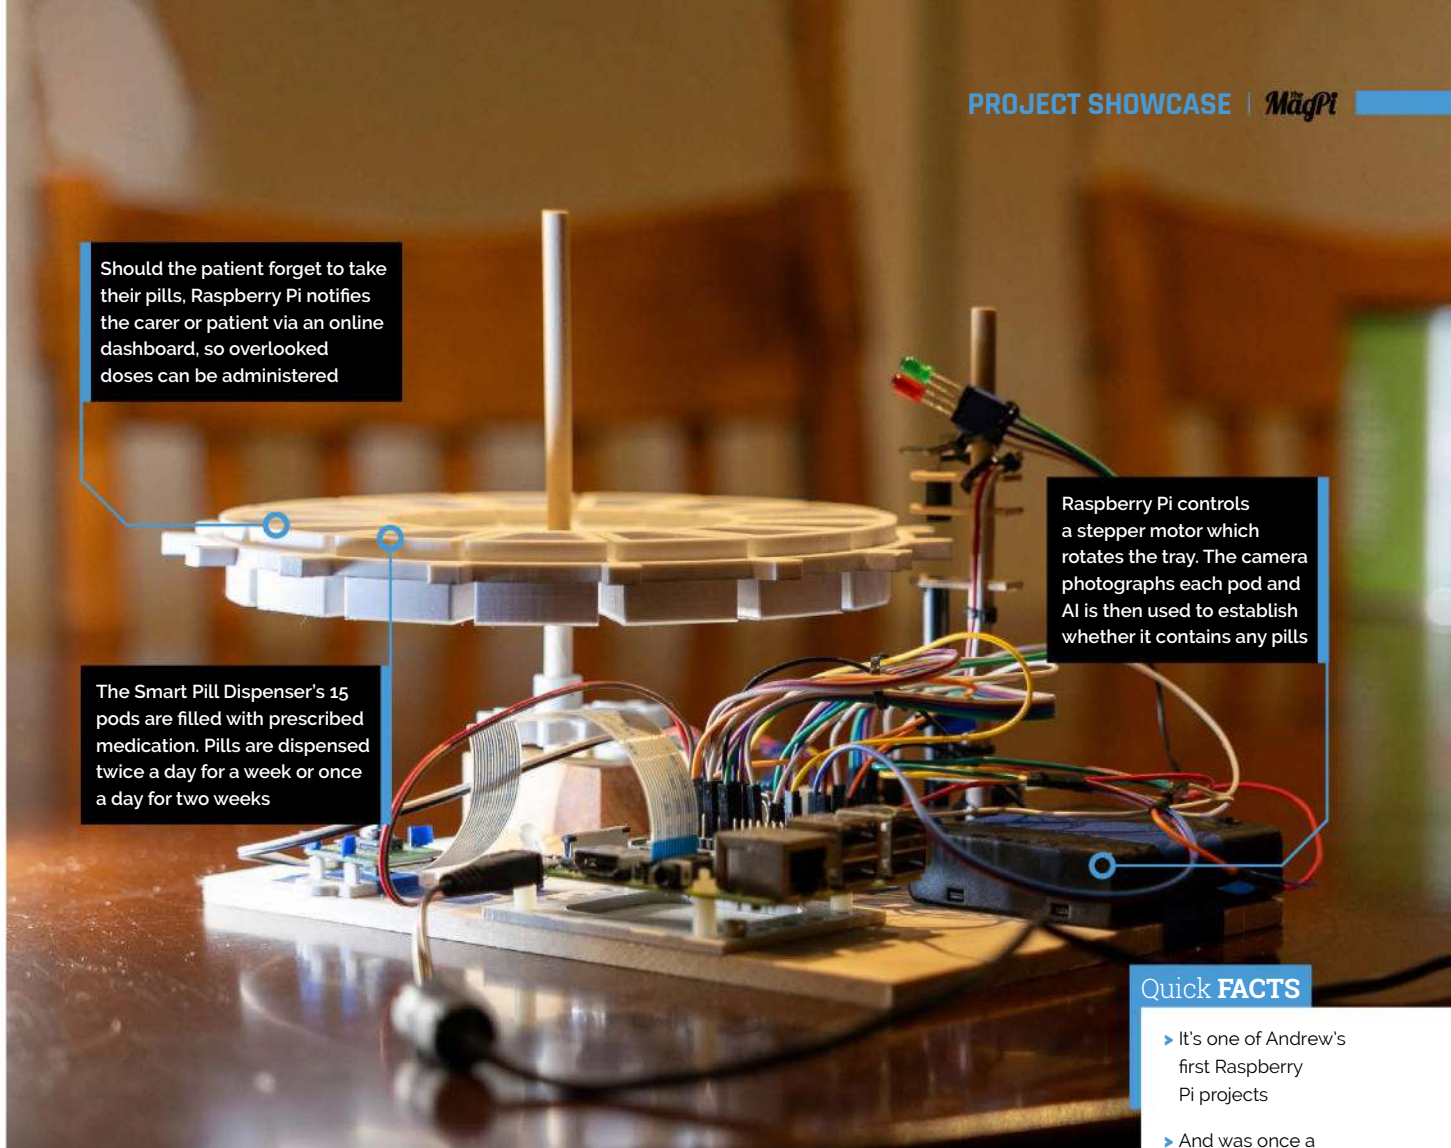 PROJECT SHOWCASE | The MagPi
Should the patient forget to take
their pills, Raspberry Pi notifies
the carer or patient via an online
dashboard, so overlooked
doses can be administered
Raspberry Pi controls
a stepper motor which
rotates the tray. The camera
photographs each pod and
AI is then used to establish
whether it contains any pills
The Smart Pill Dispenser's 15
pods are filled with prescribed
medication. Pills are dispensed
twice a day for a week or once
a day for two weeks
Quick FACTS
> It's one of Andrew's
first Raspberry
Pi projects
> And was once a